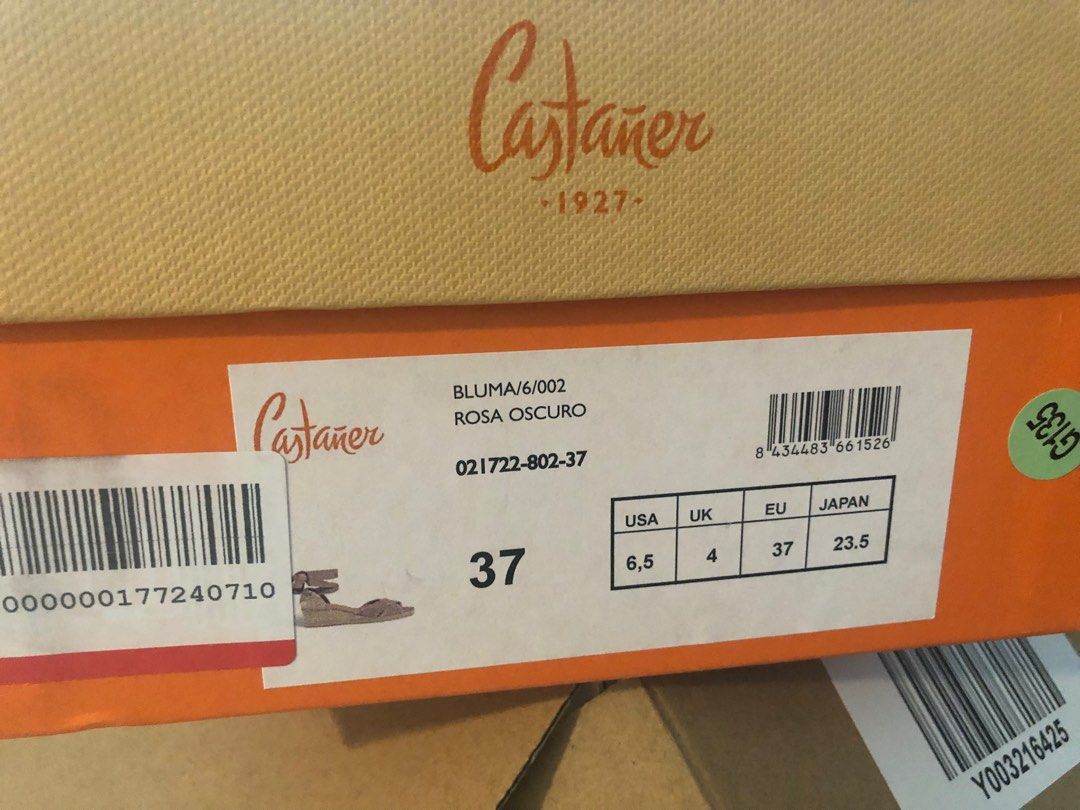 Castañer
·1927·
Castañer
BLUMA/6/002
ROSA OSCURO
021722-802-37
37
8 434483 661526
USA UK EU JAPAN
6,5 4 37 23.5
G135
000000177240710
Y003216425